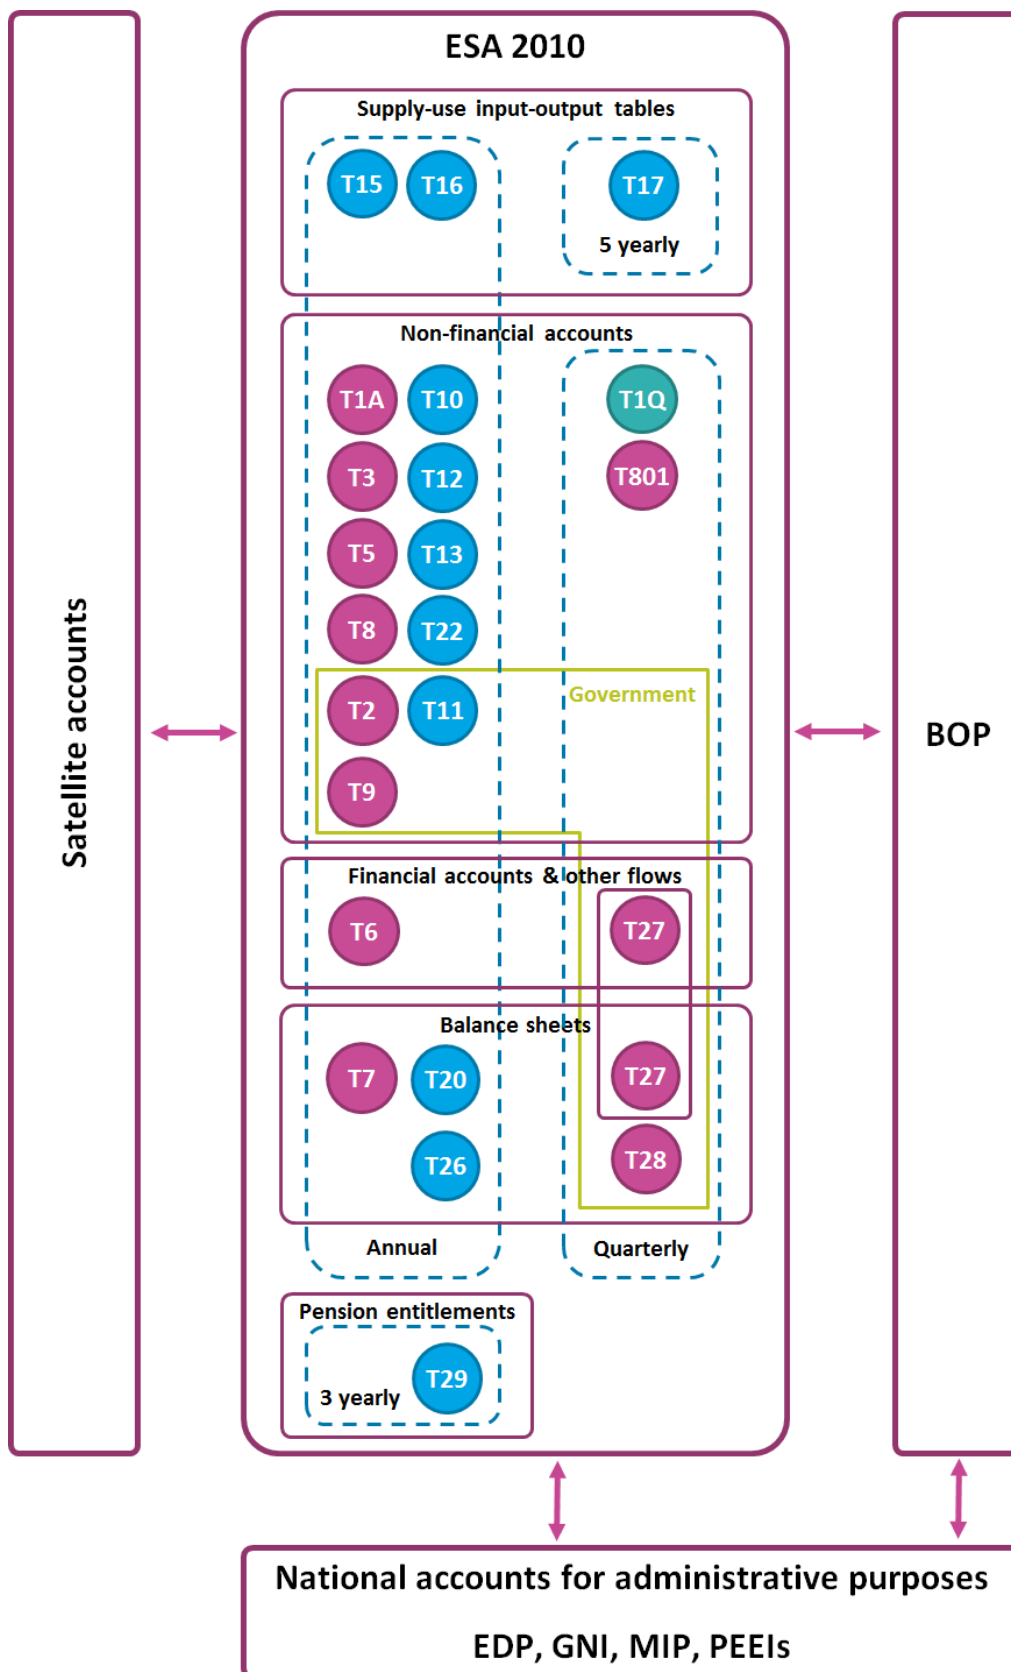 ESA 2010
Supply-use input-output tables
T15 T16 T17
5 yearly
Non-financial accounts
T1A T10 T1Q
T3 T12 T801
T5 T13
T8 T22
Government
T2 T11
T9
Financial accounts & other flows
T6 T27
Balance sheets
T7 T20 T27
T26 T28
Annual Quarterly
Pension entitlements
T29
3 yearly
Satellite accounts
BOP
National accounts for administrative purposes
EDP, GNI, MIP, PEEIs